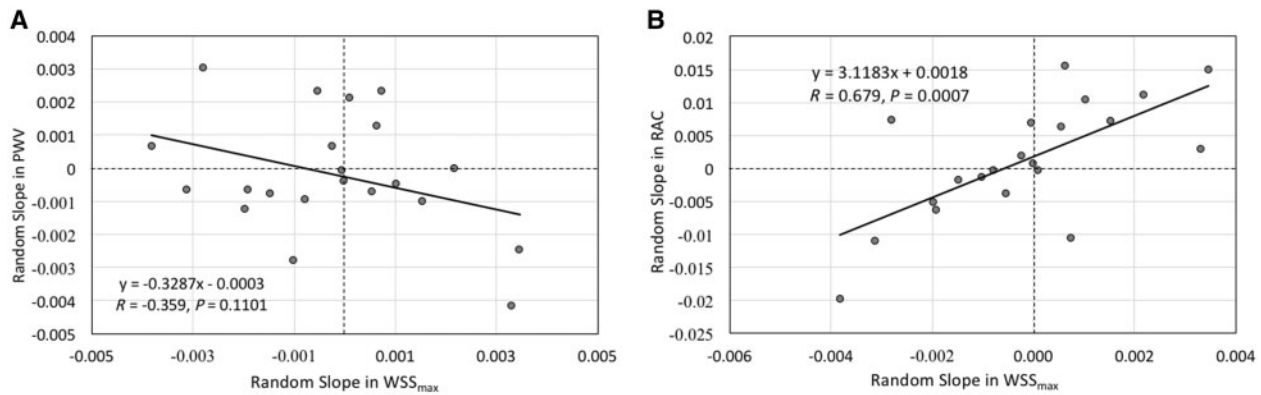 A
0.004
0.003
0.002
0.001
0
-0.001
-0.002
-0.003
-0.004
-0.005
Random Slope in PWV
y = -0.3287x - 0.0003
R = -0.359, P = 0.1101
-0.005 -0.003 -0.001 0.001 0.003 0.005
Random Slope in WSSmax
B
0.02
0.015
0.01
0.005
0
-0.005
-0.01
-0.015
-0.02
-0.025
Random Slope in RAC
y = 3.1183x + 0.0018
R = 0.679, P = 0.0007
-0.006 -0.004 -0.002 0.000 0.002 0.004
Random Slope in WSSmax